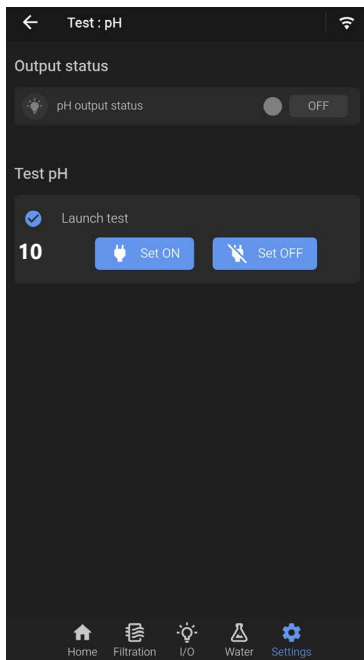 Test : pH
Output status
pH output status OFF
Test pH
Launch test
10 Set ON Set OFF
Home Filtration I/O Water Settings